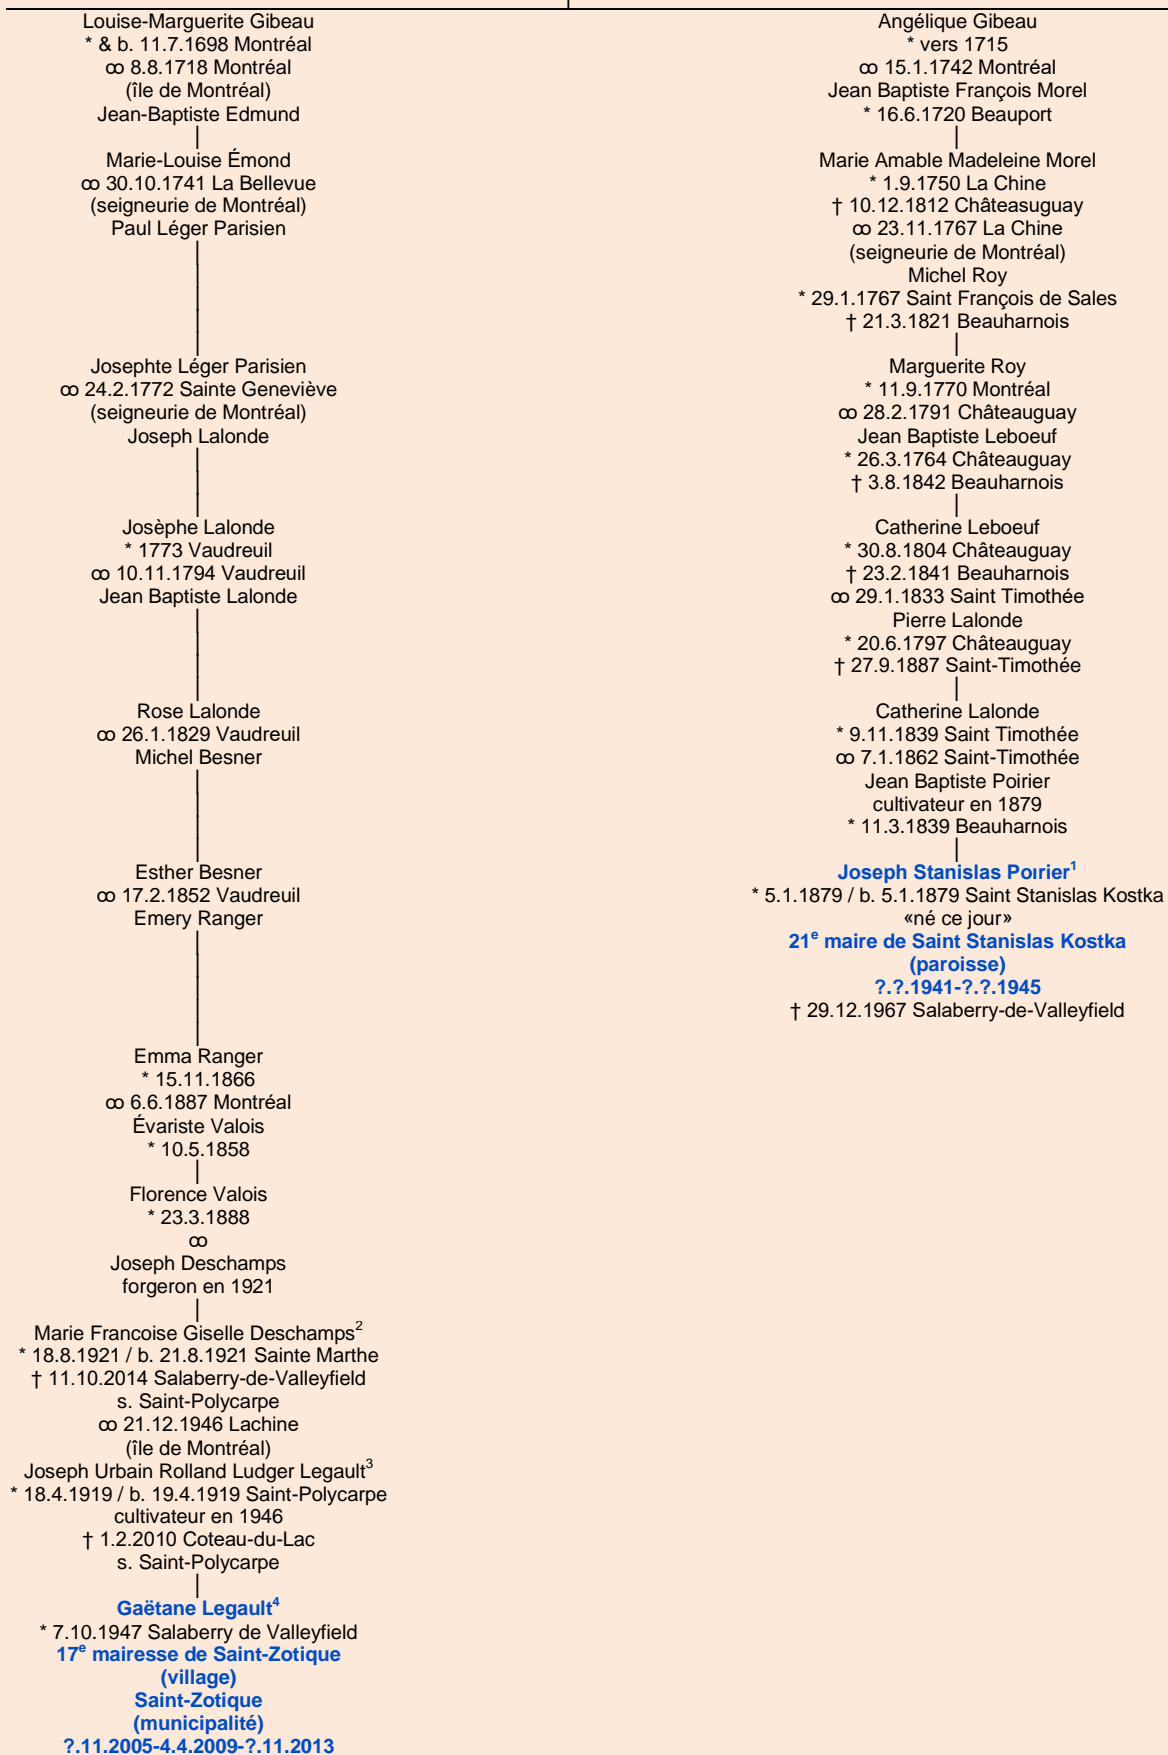 Louise-Marguerite Gibeau
* & b. 11.7.1698 Montréal
ꝏ 8.8.1718 Montréal
(île de Montréal)
Jean-Baptiste Edmund
Marie-Louise Émond
ꝏ 30.10.1741 La Bellevue
(seigneurie de Montréal)
Paul Léger Parisien
Josephte Léger Parisien
ꝏ 24.2.1772 Sainte Geneviève
(seigneurie de Montréal)
Joseph Lalonde
Josèphe Lalonde
* 1773 Vaudreuil
ꝏ 10.11.1794 Vaudreuil
Jean Baptiste Lalonde
Rose Lalonde
ꝏ 26.1.1829 Vaudreuil
Michel Besner
Esther Besner
ꝏ 17.2.1852 Vaudreuil
Emery Ranger
Emma Ranger
* 15.11.1866
ꝏ 6.6.1887 Montréal
Évariste Valois
* 10.5.1858
Florence Valois
* 23.3.1888
ꝏ
Joseph Deschamps
forgeron en 1921
Marie Francoise Giselle Deschamps²
* 18.8.1921 / b. 21.8.1921 Sainte Marthe
† 11.10.2014 Salaberry-de-Valleyfield
s. Saint-Polycarpe
ꝏ 21.12.1946 Lachine
(île de Montréal)
Joseph Urbain Rolland Ludger Legault³
* 18.4.1919 / b. 19.4.1919 Saint-Polycarpe
cultivateur en 1946
† 1.2.2010 Coteau-du-Lac
s. Saint-Polycarpe
Gaëtane Legault⁴
* 7.10.1947 Salaberry de Valleyfield
17e mairesse de Saint-Zotique
(village)
Saint-Zotique
(municipalité)
?.11.2005-4.4.2009-?.11.2013
Angélique Gibeau
* vers 1715
ꝏ 15.1.1742 Montréal
Jean Baptiste François Morel
* 16.6.1720 Beauport
Marie Amable Madeleine Morel
* 1.9.1750 La Chine
† 10.12.1812 Châteasuguay
ꝏ 23.11.1767 La Chine
(seigneurie de Montréal)
Michel Roy
* 29.1.1767 Saint François de Sales
† 21.3.1821 Beauharnois
Marguerite Roy
* 11.9.1770 Montréal
ꝏ 28.2.1791 Châteauguay
Jean Baptiste Leboeuf
* 26.3.1764 Châteauguay
† 3.8.1842 Beauharnois
Catherine Leboeuf
* 30.8.1804 Châteauguay
† 23.2.1841 Beauharnois
ꝏ 29.1.1833 Saint Timothée
Pierre Lalonde
* 20.6.1797 Châteauguay
† 27.9.1887 Saint-Timothée
Catherine Lalonde
* 9.11.1839 Saint Timothée
ꝏ 7.1.1862 Saint-Timothée
Jean Baptiste Poirier
cultivateur en 1879
* 11.3.1839 Beauharnois
Joseph Stanislas Poirier¹
* 5.1.1879 / b. 5.1.1879 Saint Stanislas Kostka
«né ce jour»
21e maire de Saint Stanislas Kostka
(paroisse)
?.?.1941-?.?.1945
† 29.12.1967 Salaberry-de-Valleyfield